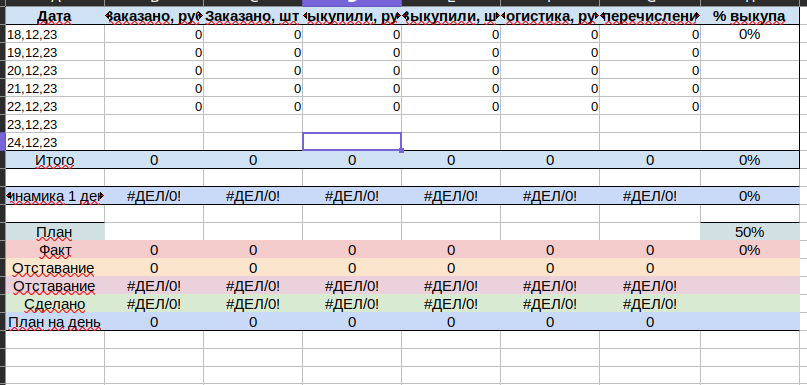 Дата аказано, ру Заказано, шт ыкупили, ру ыкупили, ш огистика, ру перечислени % выкупа
18,12,23 0 0 0 0 0 0 0%
19,12,23 0 0 0 0 0 0
20,12,23 0 0 0 0 0 0
21,12,23 0 0 0 0 0 0
22,12,23 0 0 0 0 0 0
23,12,23
24,12,23
Итого 0 0 0 0 0 0 0%
инамика 1 ден #ДЕЛ/0! #ДЕЛ/0! #ДЕЛ/0! #ДЕЛ/0! #ДЕЛ/0! #ДЕЛ/0! 0%
План 50%
Факт 0 0 0 0 0 0 0%
Отставание 0 0 0 0 0 0
Отставание #ДЕЛ/0! #ДЕЛ/0! #ДЕЛ/0! #ДЕЛ/0! #ДЕЛ/0! #ДЕЛ/0!
Сделано #ДЕЛ/0! #ДЕЛ/0! #ДЕЛ/0! #ДЕЛ/0! #ДЕЛ/0! #ДЕЛ/0!
План на день 0 0 0 0 0 0